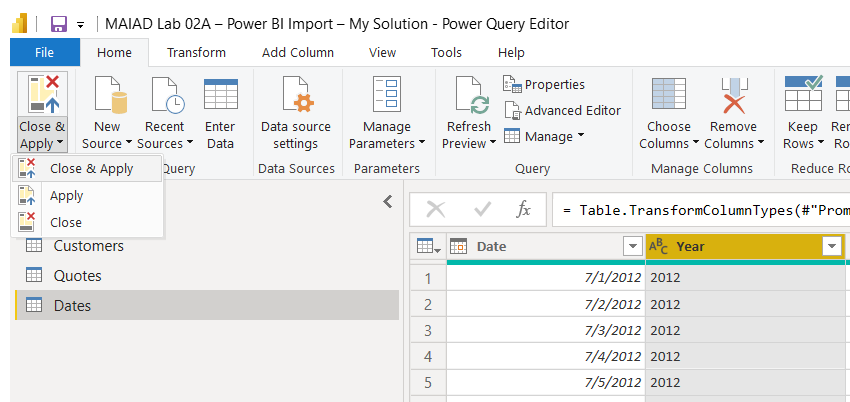 MAIAD Lab 02A – Power BI Import – My Solution - Power Query Editor
File Home Transform Add Column View Tools Help
Close & Apply
New Source
Recent Sources
Enter Data
Data source settings
Manage Parameters
Refresh Preview
Properties
Advanced Editor
Manage
Choose Columns
Remove Columns
Keep Rows
Query
Data Sources
Parameters
Query
Manage Columns
Close & Apply
Apply
Close
Customers
Quotes
Dates
fx = Table.TransformColumnTypes(#"Prom
Date ABC Year
1 7/1/2012 2012
2 7/2/2012 2012
3 7/3/2012 2012
4 7/4/2012 2012
5 7/5/2012 2012